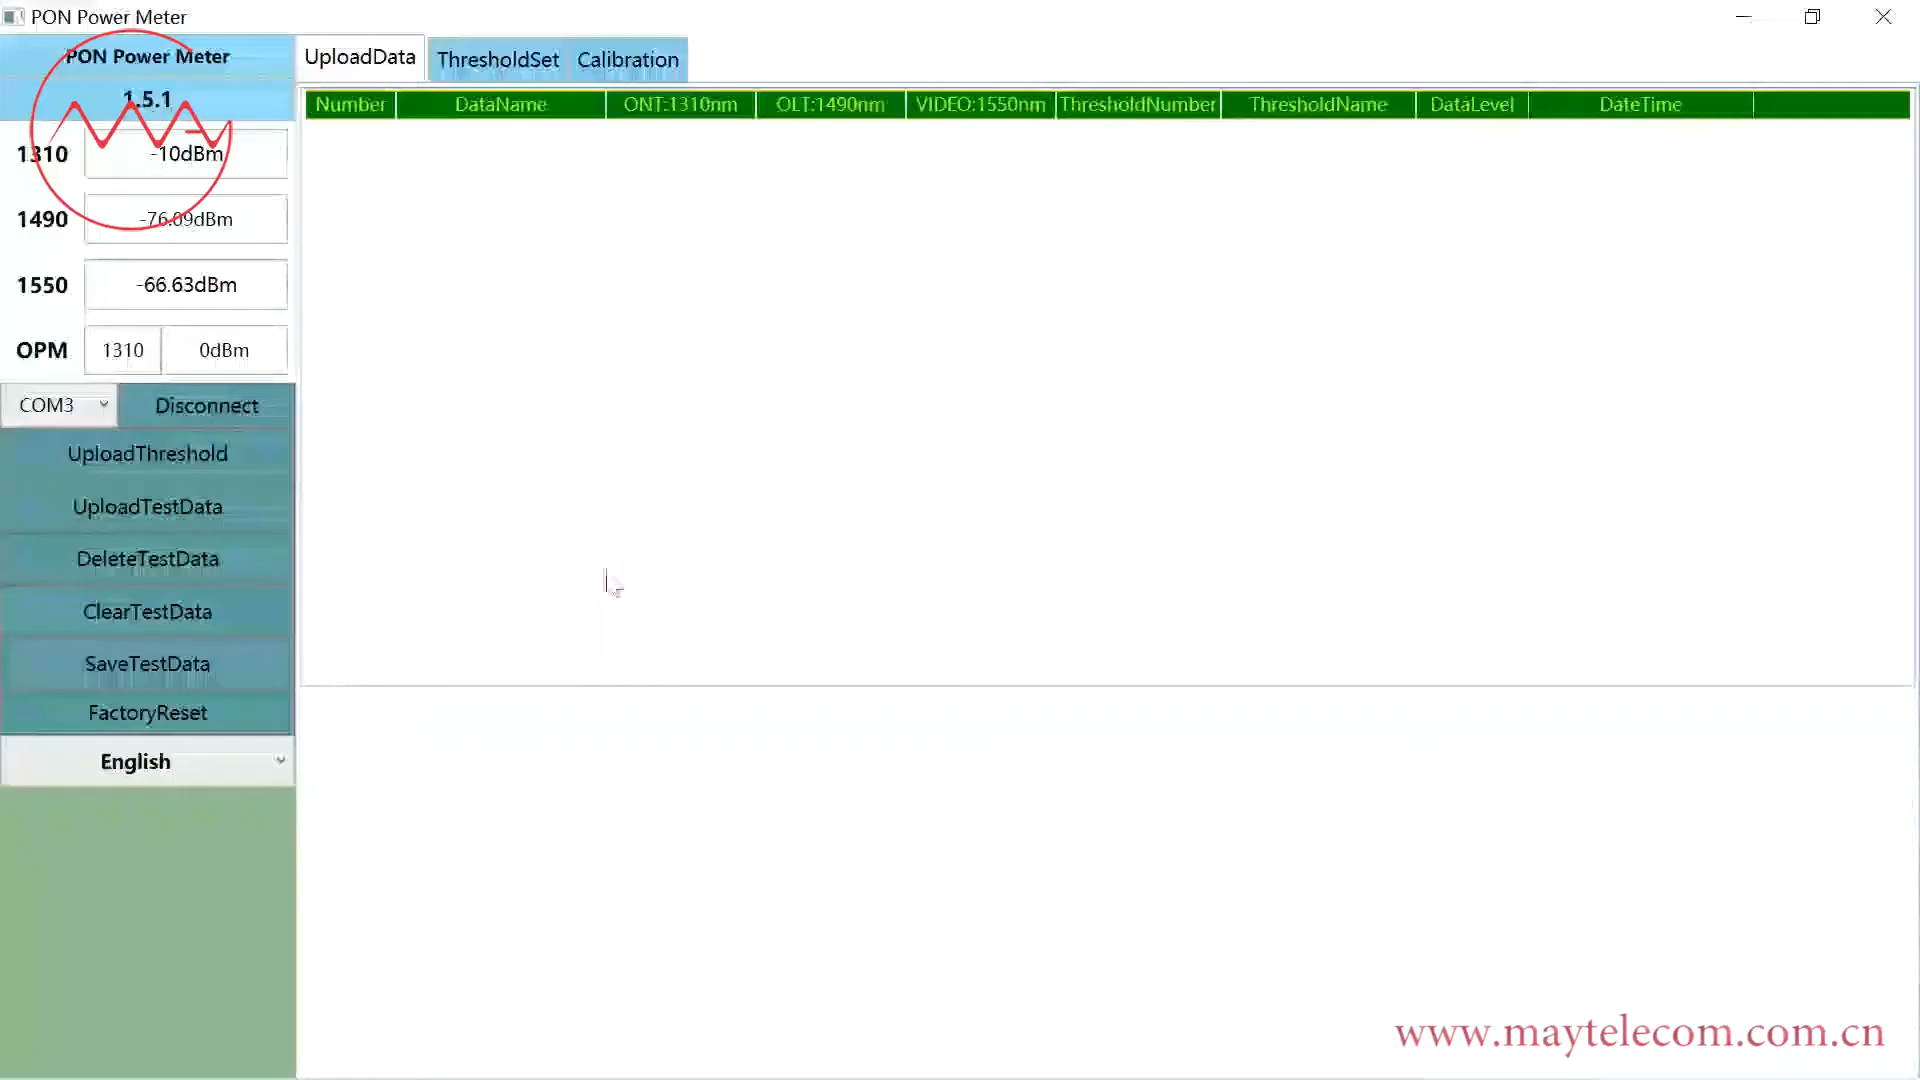 PON Power Meter
PON Power Meter
1.5.1
UploadData ThresholdSet Calibration
Number DataName ONT:1310nm OLT:1490nm VIDEO:1550nm ThresholdNumber ThresholdName DataLevel DateTime
1310 -10dBm
1490 -76.09dBm
1550 -66.63dBm
OPM 1310 0dBm
COM3 Disconnect
UploadThreshold
UploadTestData
DeleteTestData
ClearTestData
SaveTestData
FactoryReset
English
www.maytelecom.com.cn